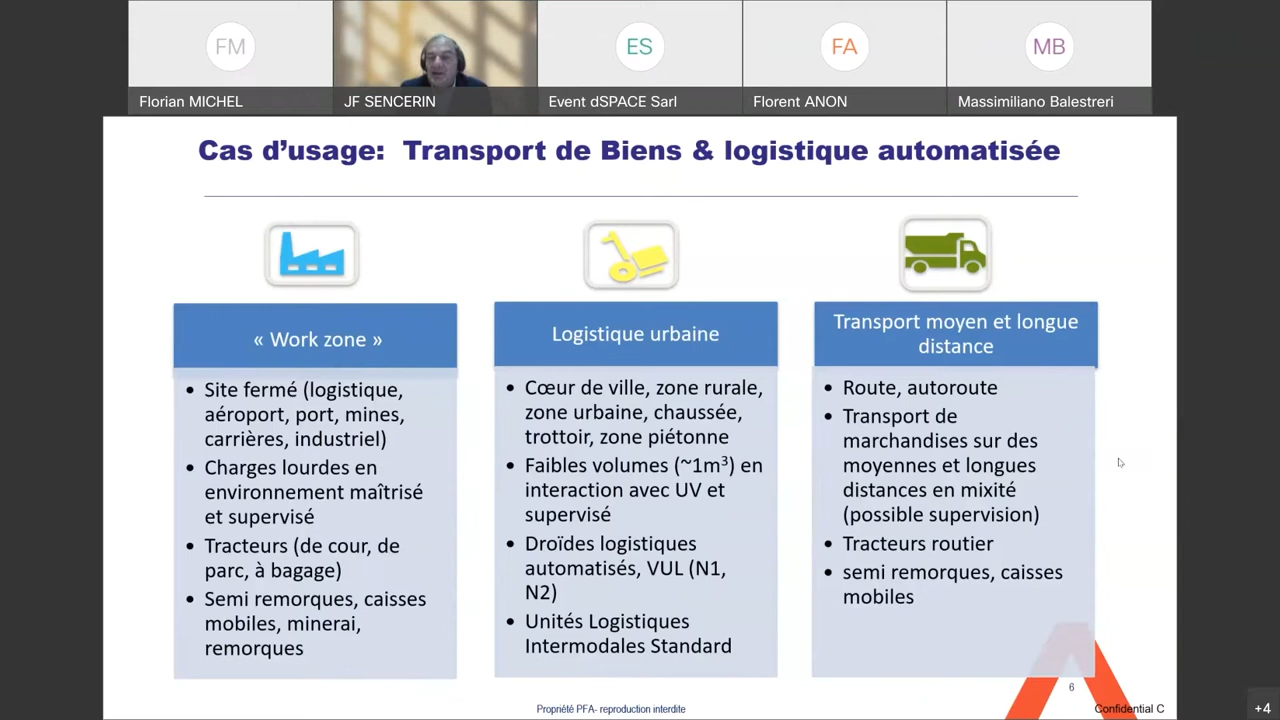 FM
ES
FA
MB
Florian MICHEL
JF SENCERIN
Event dSPACE Sarl
Florent ANON
Massimiliano Balestreri
Cas d’usage: Transport de Biens & logistique automatisée
« Work zone »
• Site fermé (logistique,
aéroport, port, mines,
carrières, industriel)
• Charges lourdes en
environnement maîtrisé
et supervisé
• Tracteurs (de cour, de
parc, à bagage)
• Semi remorques, caisses
mobiles, minerai,
remorques
Logistique urbaine
• Cœur de ville, zone rurale,
zone urbaine, chaussée,
trottoir, zone piétonne
• Faibles volumes (~1m³) en
interaction avec UV et
supervisé
• Droïdes logistiques
automatisés, VUL (N1,
N2)
• Unités Logistiques
Intermodales Standard
Transport moyen et longue
distance
• Route, autoroute
• Transport de
marchandises sur des
moyennes et longues
distances en mixité
(possible supervision)
• Tracteurs routier
• semi remorques, caisses
mobiles
6
Propriété PFA- reproduction interdite
Confidential C
+4